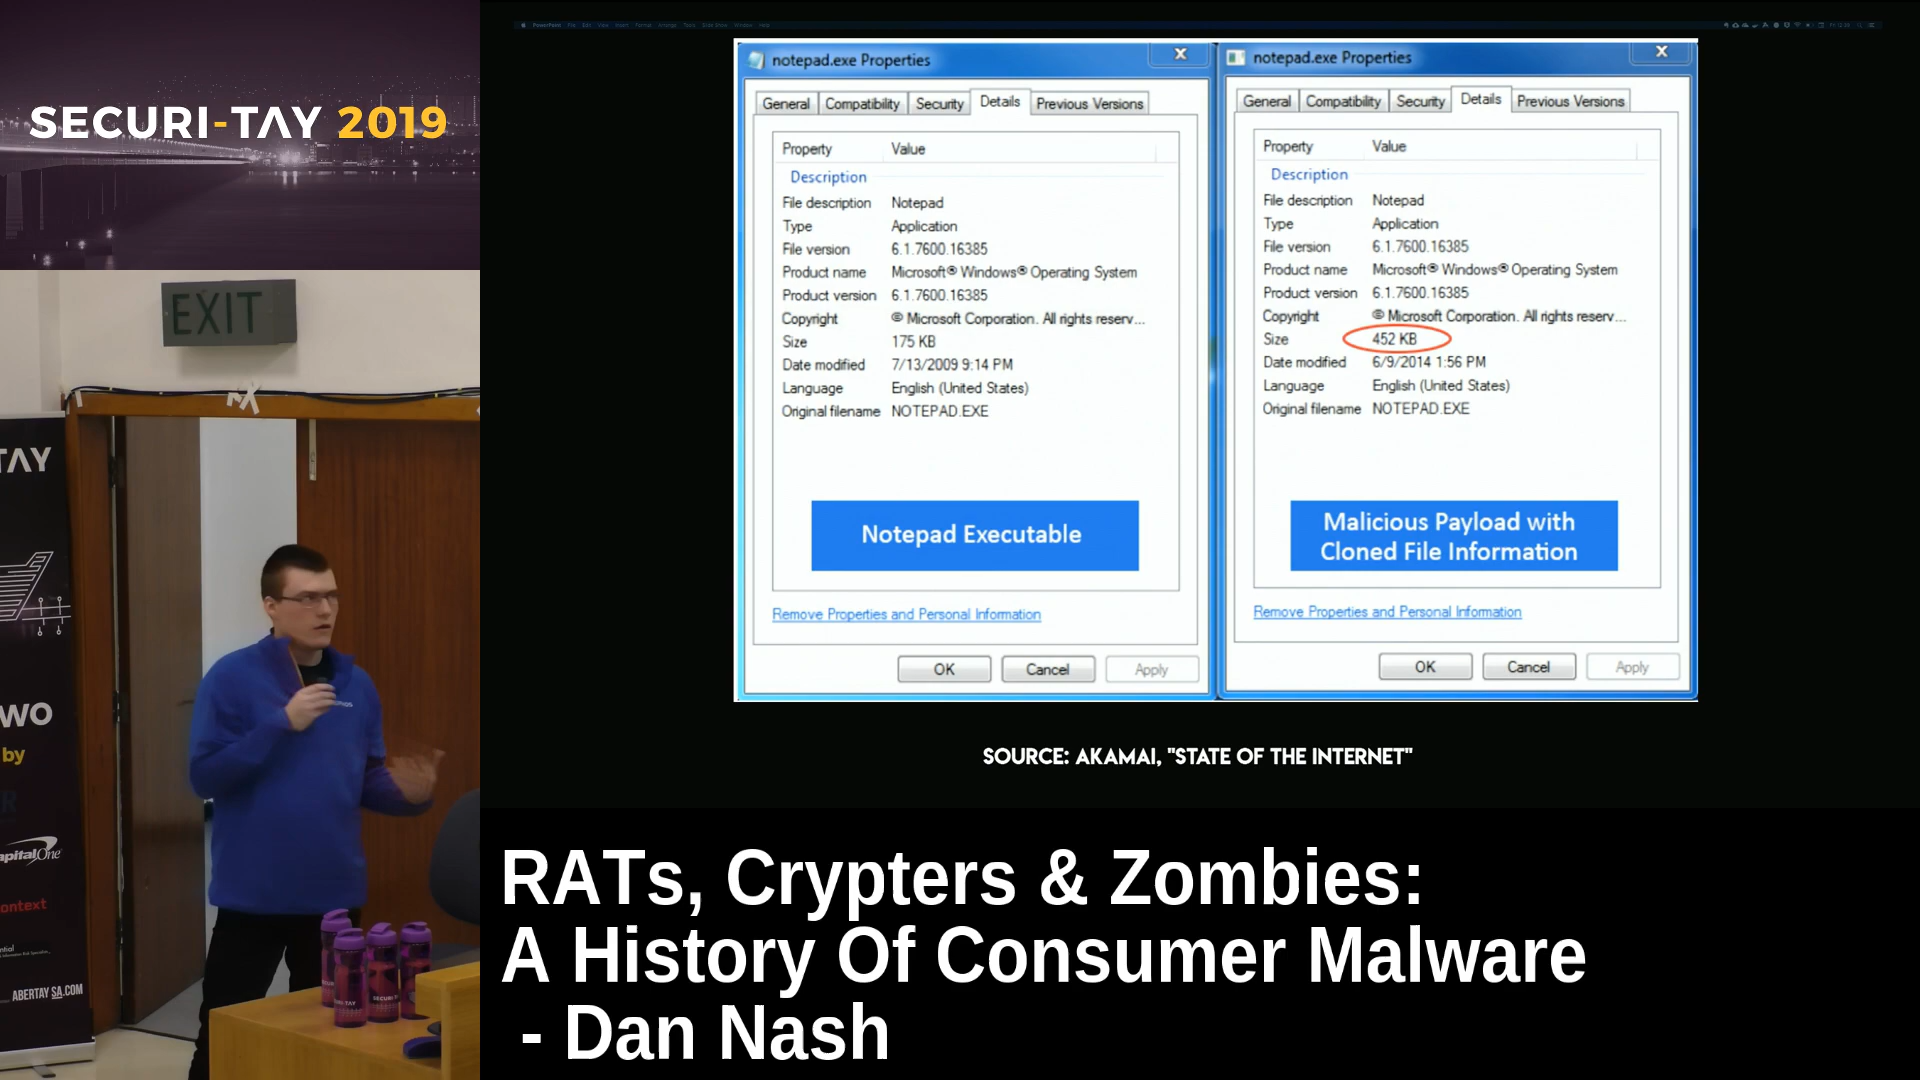 SECURI-TAY 2019
EXIT
TAY
WO
by
CapitalOne
ontext
ABERTAY SA.COM
SECURI-TAY
notepad.exe Properties
General Compatibility Security Details Previous Versions
Property Value
Description
File description Notepad
Type Application
File version 6.1.7600.16385
Product name Microsoft® Windows® Operating System
Product version 6.1.7600.16385
Copyright © Microsoft Corporation. All rights reserv...
Size 175 KB
Date modified 7/13/2009 9:14 PM
Language English (United States)
Original filename NOTEPAD.EXE
Notepad Executable
Remove Properties and Personal Information
OK Cancel Apply
notepad.exe Properties
General Compatibility Security Details Previous Versions
Property Value
Description
File description Notepad
Type Application
File version 6.1.7600.16385
Product name Microsoft® Windows® Operating System
Product version 6.1.7600.16385
Copyright © Microsoft Corporation. All rights reserv...
Size 452 KB
Date modified 6/9/2014 1:56 PM
Language English (United States)
Original filename NOTEPAD.EXE
Malicious Payload with
Cloned File Information
Remove Properties and Personal Information
OK Cancel Apply
SOURCE: AKAMAI, "STATE OF THE INTERNET"
RATs, Crypters & Zombies:
A History Of Consumer Malware
- Dan Nash